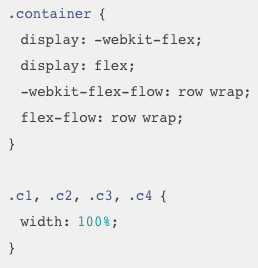 .container {
  display: -webkit-flex;
  display: flex;
  -webkit-flex-flow: row wrap;
  flex-flow: row wrap;
}

.c1, .c2, .c3, .c4 {
  width: 100%;
}